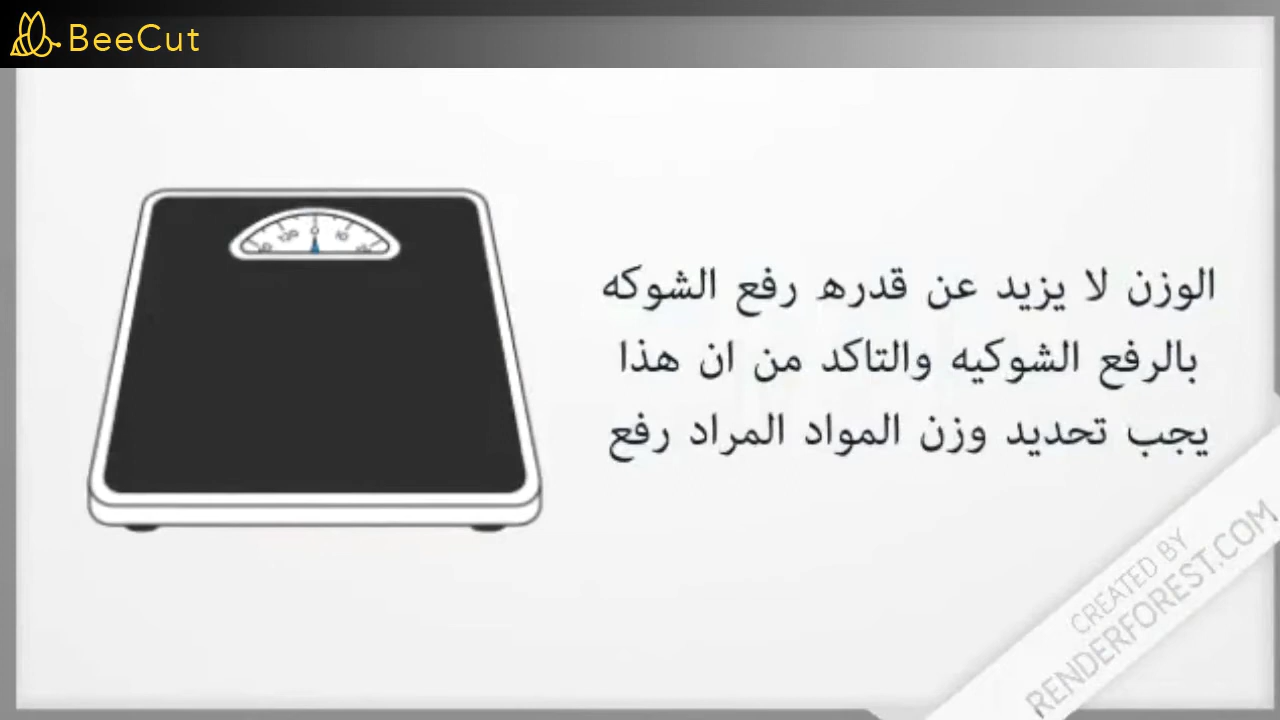 BeeCut
الوزن لا يزيد عن قدره رفع الشوكه
بالرفع الشوكيه والتاكد من ان هذا
يجب تحديد وزن المواد المراد رفع
CREATED BY
RENDERFOREST.COM